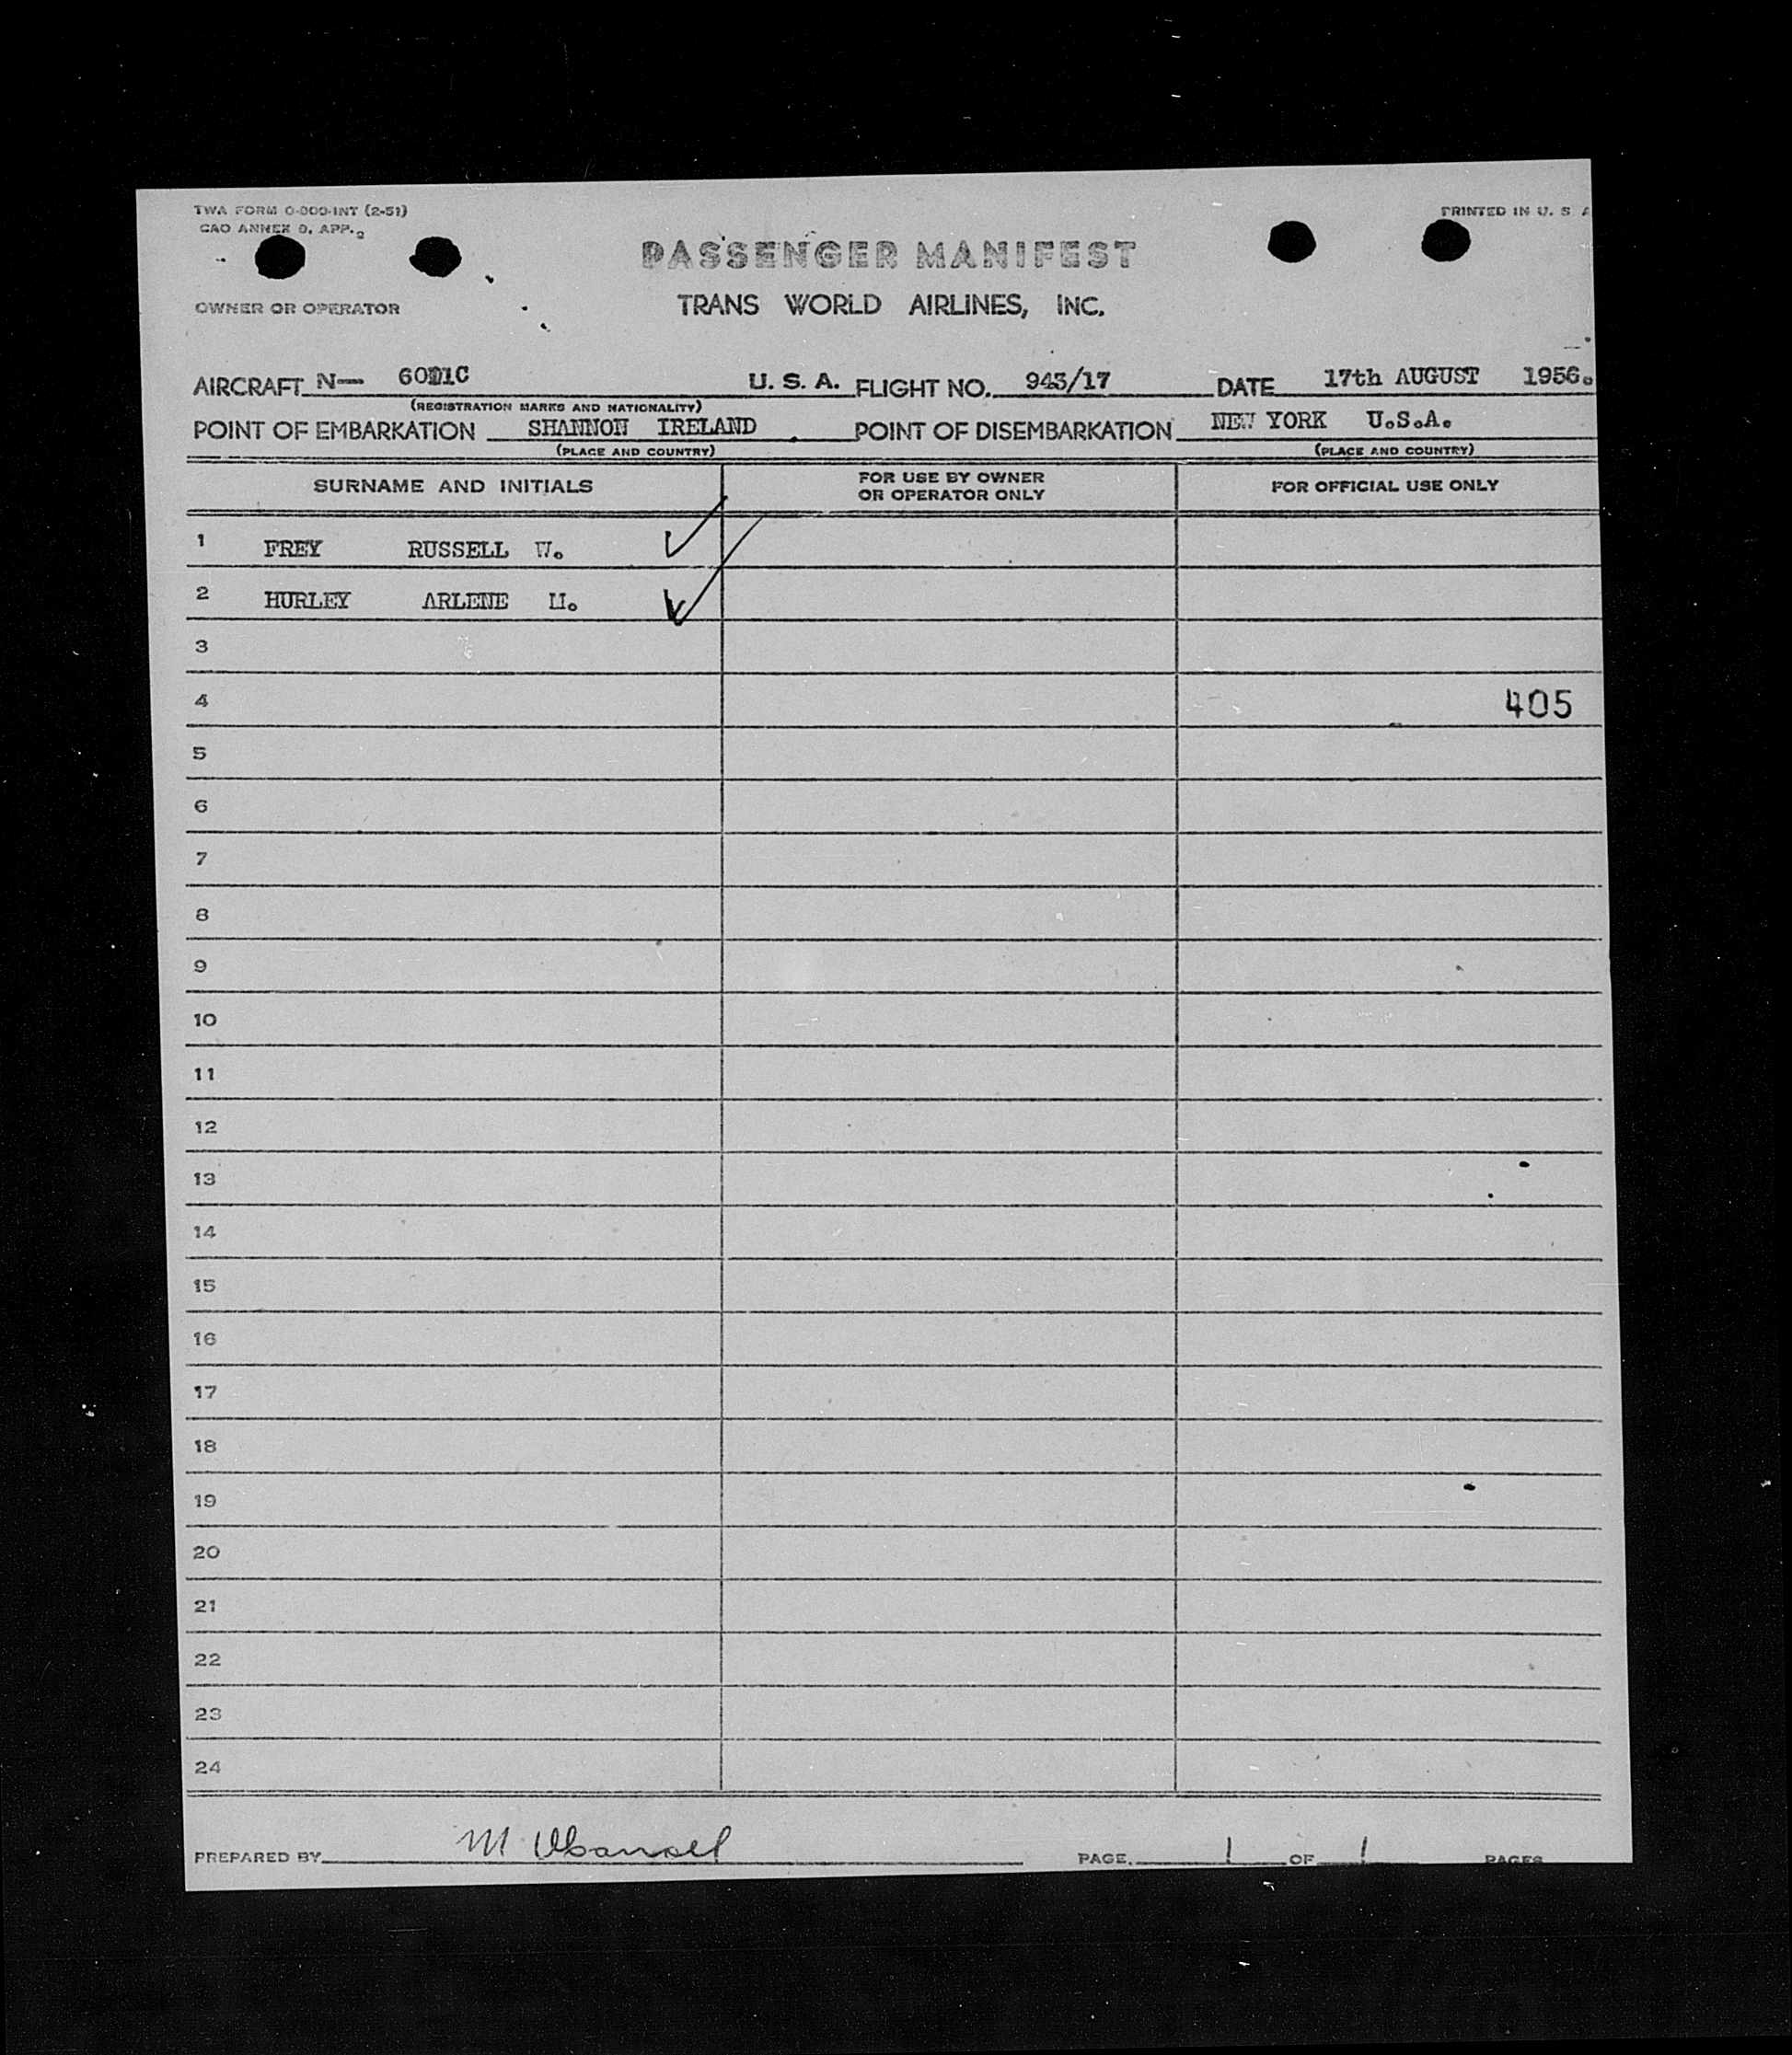 TWA FORM O-300-INT (2-51)
PRINTED IN U. S
CAO ANNEX 9, APP.
PASSENGER MANIFEST
OWNER OR OPERATOR
TRANS WORLD AIRLINES, INC.
AIRCRAFT N— U. S. A. FLIGHT NO. 943/17 DATE 17th AUGUST 1956.
(REGISTRATION MARKS AND NATIONALITY)
POINT OF EMBARKATION SHANNON IRELAND POINT OF DISEMBARKATION NEW YORK U.S.A.
(PLACE AND COUNTRY) (PLACE AND COUNTRY)
SURNAME AND INITIALS FOR USE BY OWNER OR OPERATOR ONLY FOR OFFICIAL USE ONLY
1 FREY RUSSELL W.
2 HURLEY ARLENE M.
3
4 405
5
6
7
8
9
10
11
12
13
14
15
16
17
18
19
20
21
22
23
24
PREPARED BY M PAGE 1 OF 1 PAGES